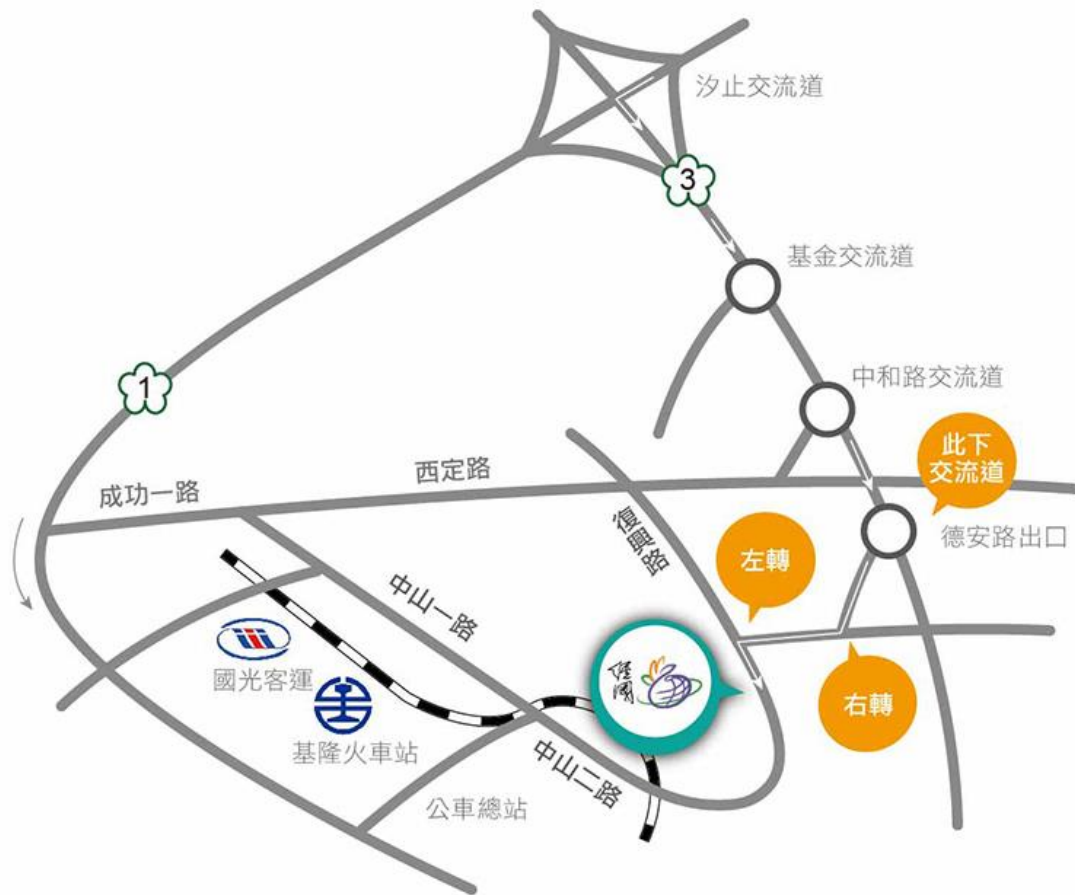 汐止交流道
3
基金交流道
1
中和路交流道
此下
交流道
西定路
成功一路
復興路
德安路出口
左轉
中山一路
經國
國光客運
右轉
基隆火車站
中山二路
公車總站